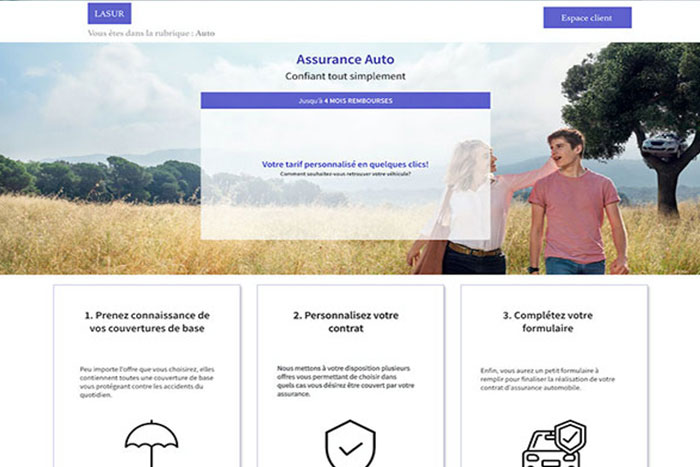 LASUR
Espace client
Vous êtes dans la rubrique : Auto
Assurance Auto
Confiant tout simplement
Jusqu'à 4 MOIS REMBOURSES
Votre tarif personnalisé en quelques clics!
Comment souhaitez-vous retrouver votre véhicule?
1. Prenez connaissance de
vos couvertures de base
Peu importe l'offre que vous choisirez, elles
contiennent toutes une couverture de base
vous protégeant contre les accidents du
quotidien.
2. Personnalisez votre
contrat
Nous mettons à votre disposition plusieurs
offres vous permettant de choisir dans
quels cas vous désirez être couvert par votre
assurance.
3. Complétez votre
formulaire
Enfin, vous aurez un petit formulaire à
remplir pour finaliser la réalisation de votre
contrat d'assurance automobile.